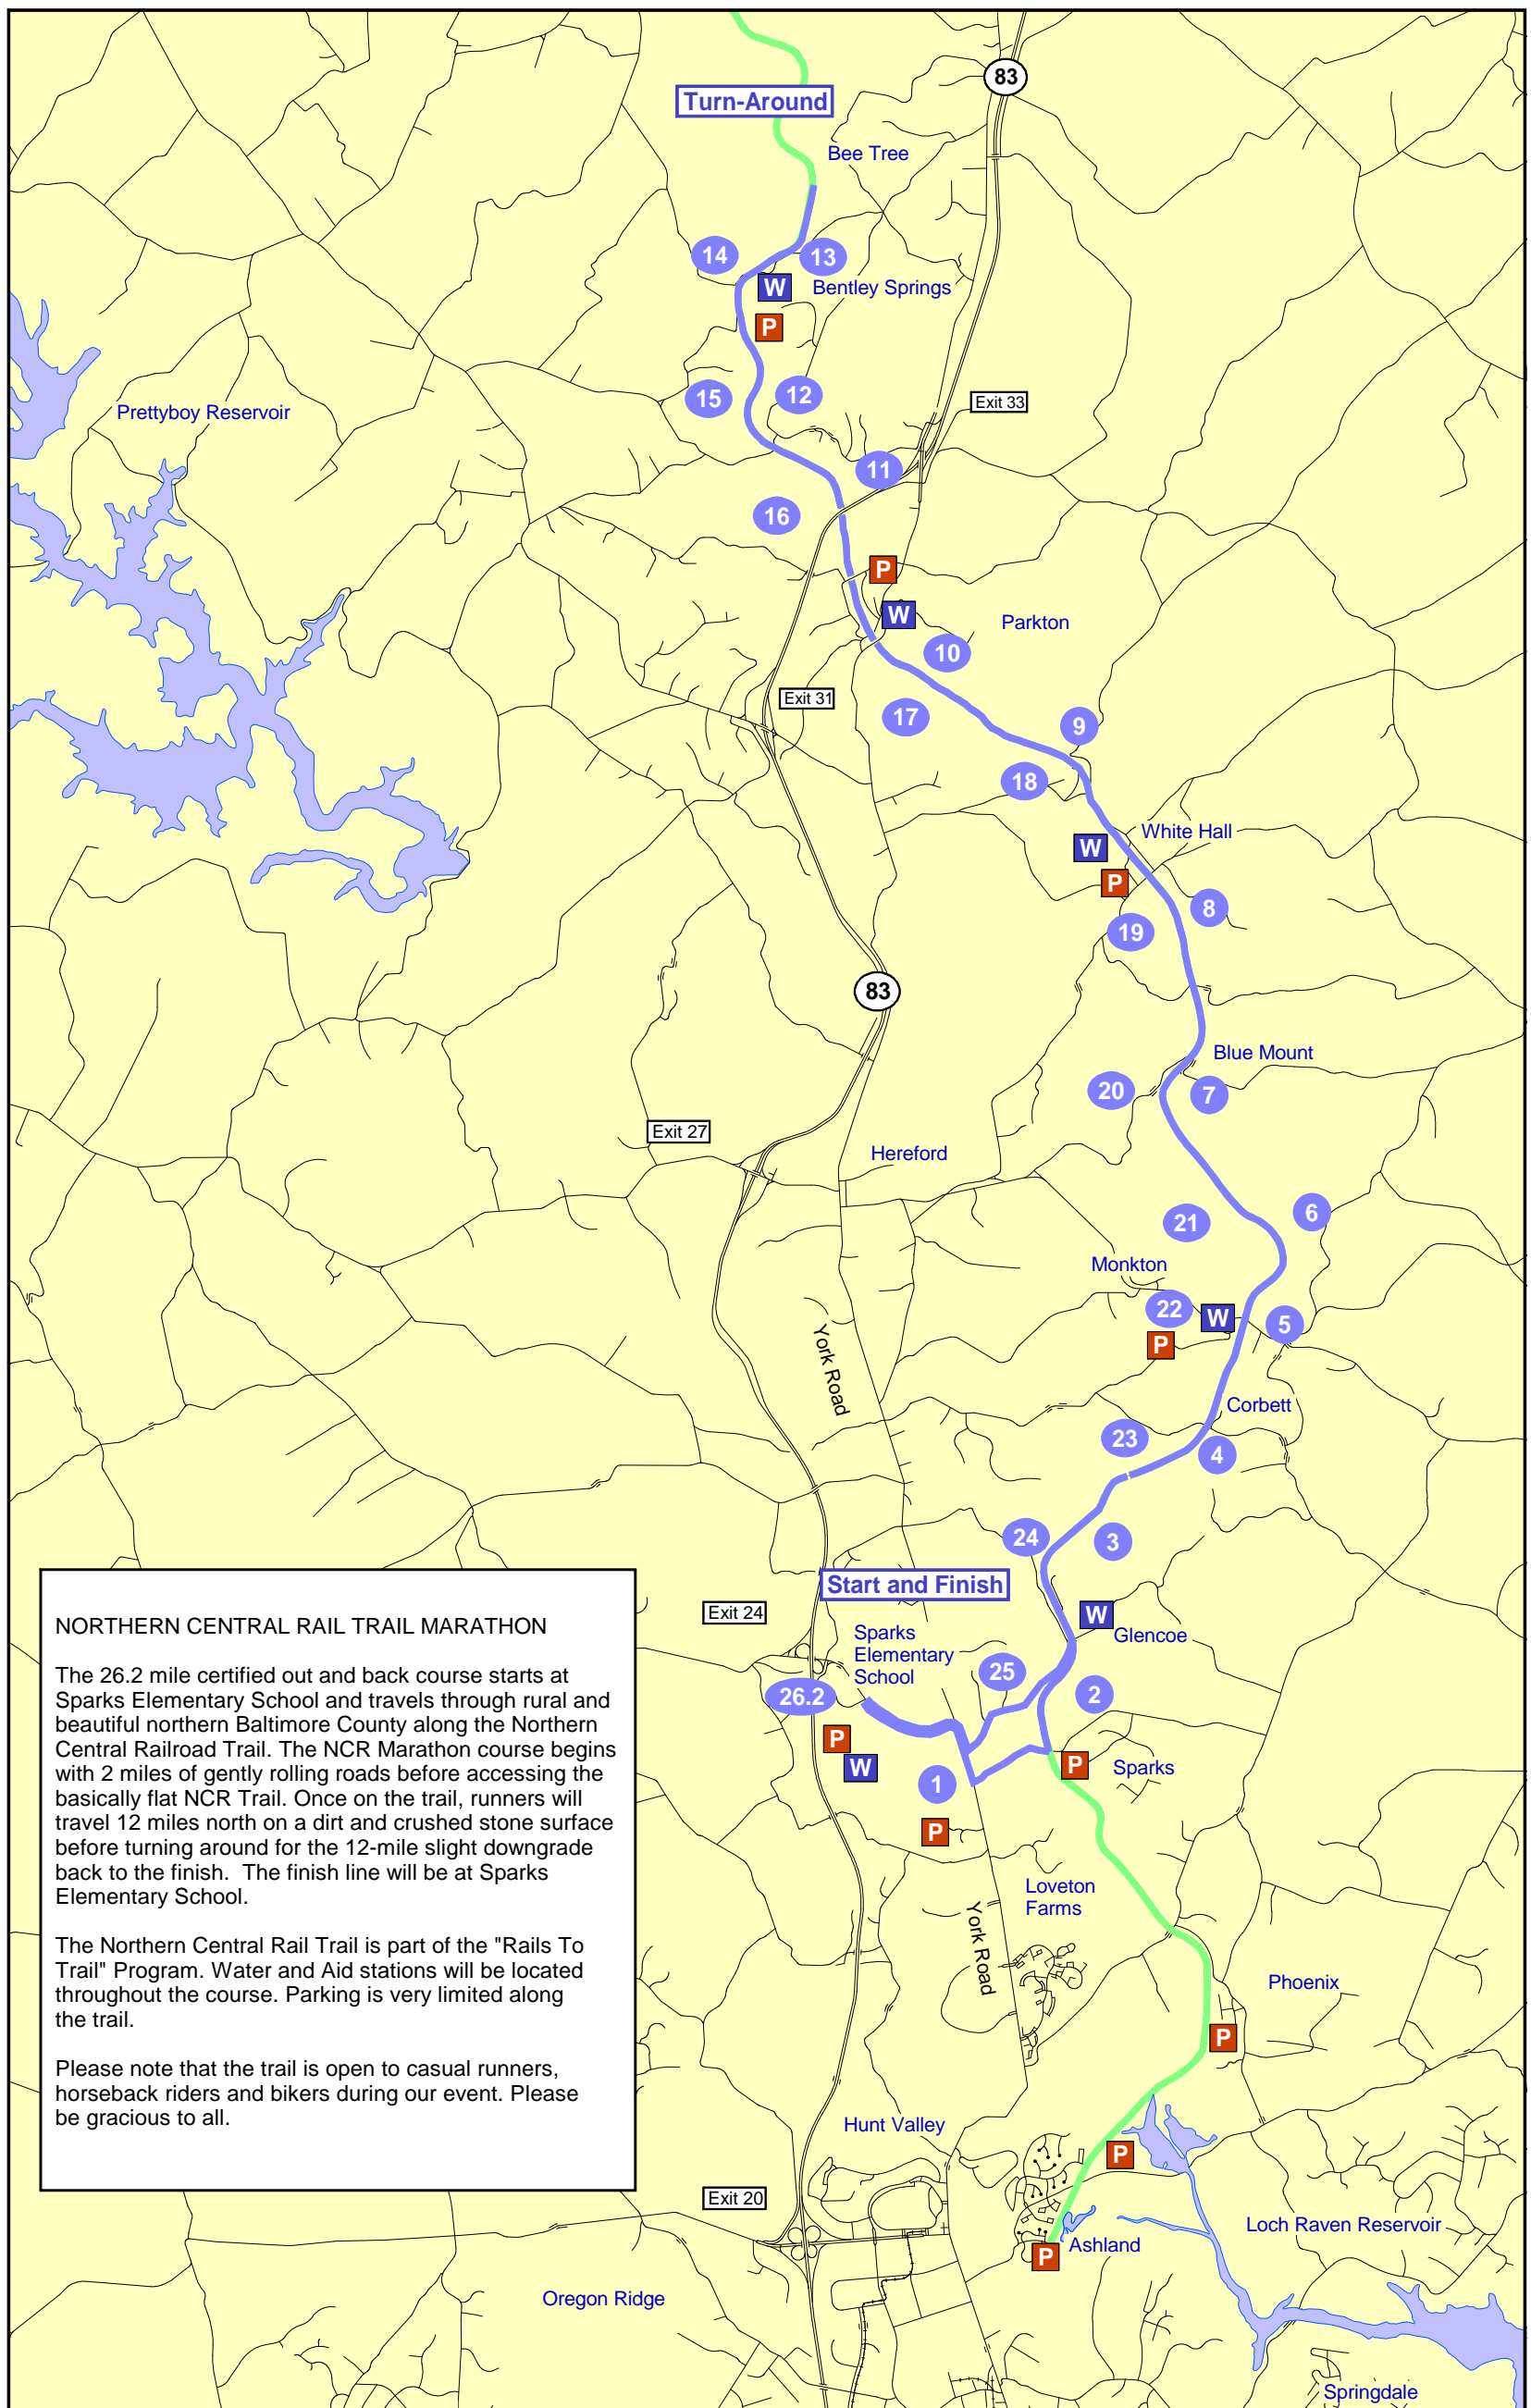 83
Turn-Around
Bee Tree
14
13
W
Bentley Springs
P
15
12
Exit 33
Prettyboy Reservoir
11
16
P
W
Parkton
10
Exit 31
17
9
18
White Hall
W
P
8
19
83
Blue Mount
20
7
Exit 27
Hereford
6
21
Monkton
22
W
5
P
York Road
Corbett
23
4
24
3
Start and Finish
Exit 24
W
Glencoe
Sparks
Elementary
School
25
26.2
2
P
W
P
Sparks
1
P
NORTHERN CENTRAL RAIL TRAIL MARATHON
The 26.2 mile certified out and back course starts at
Sparks Elementary School and travels through rural and
beautiful northern Baltimore County along the Northern
Central Railroad Trail. The NCR Marathon course begins
with 2 miles of gently rolling roads before accessing the
basically flat NCR Trail. Once on the trail, runners will
travel 12 miles north on a dirt and crushed stone surface
before turning around for the 12-mile slight downgrade
back to the finish.  The finish line will be at Sparks
Elementary School.
The Northern Central Rail Trail is part of the "Rails To
Trail" Program. Water and Aid stations will be located
throughout the course. Parking is very limited along
the trail.
Please note that the trail is open to casual runners,
horseback riders and bikers during our event. Please
be gracious to all.
Loveton
Farms
York Road
Phoenix
P
Hunt Valley
P
Exit 20
Loch Raven Reservoir
Ashland
P
Oregon Ridge
Springdale